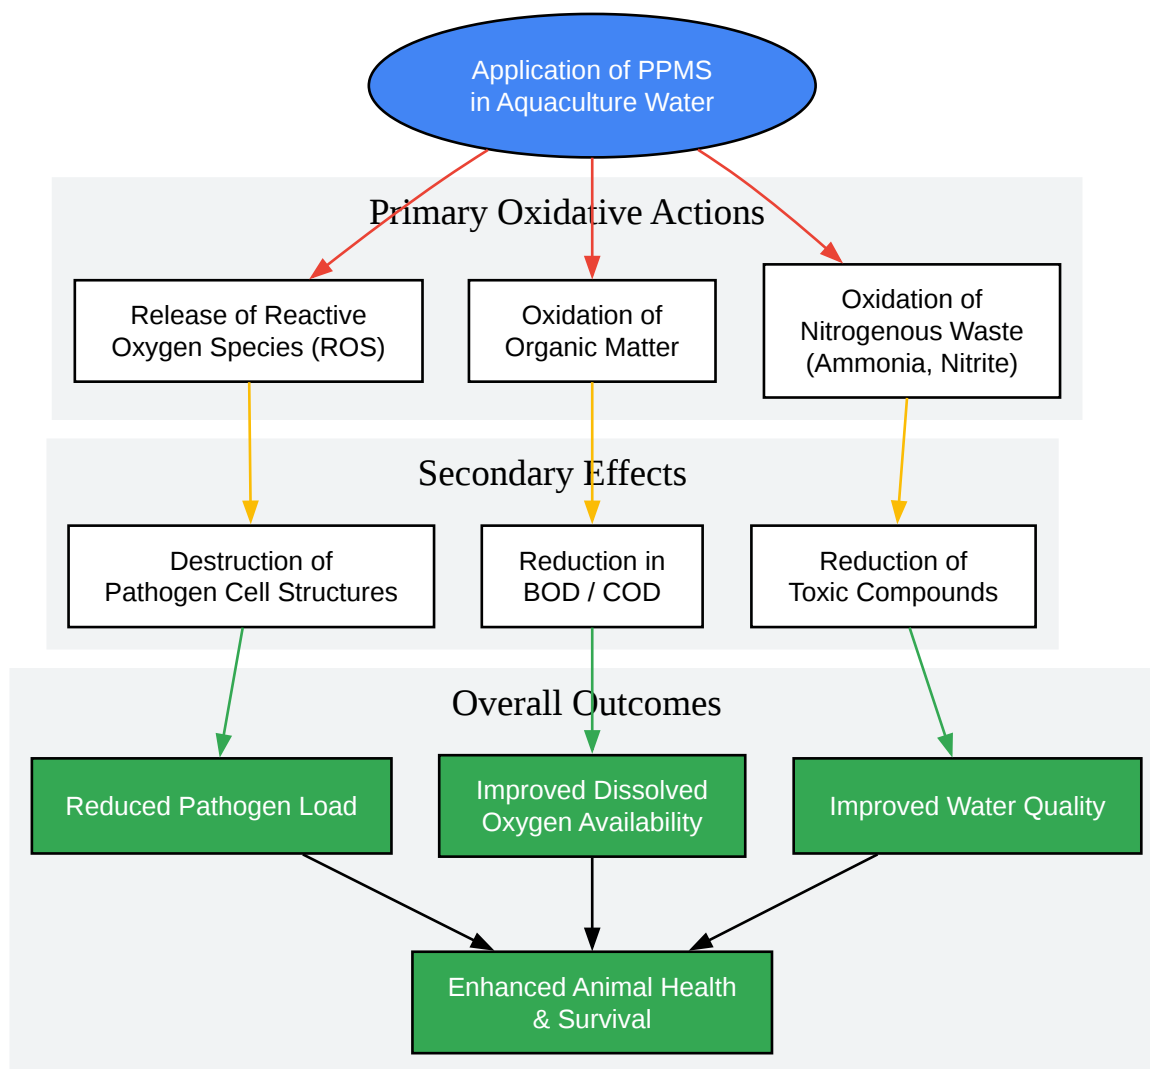 Application of PPMS
in Aquaculture Water
Primary Oxidative Actions
Release of Reactive
Oxygen Species (ROS)
Oxidation of
Organic Matter
Oxidation of
Nitrogenous Waste
(Ammonia, Nitrite)
Secondary Effects
Destruction of
Pathogen Cell Structures
Reduction in
BOD / COD
Reduction of
Toxic Compounds
Overall Outcomes
Reduced Pathogen Load
Improved Dissolved
Oxygen Availability
Improved Water Quality
Enhanced Animal Health
& Survival